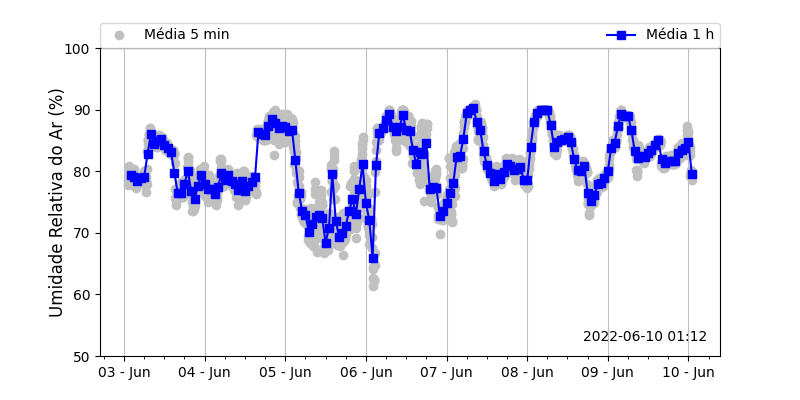 Média 5 min
Média 1 h
Umidade Relativa do Ar (%)
100
90
80
70
60
50
2022-06-10 01:12
03 - Jun
04 - Jun
05 - Jun
06 - Jun
07 - Jun
08 - Jun
09 - Jun
10 - Jun